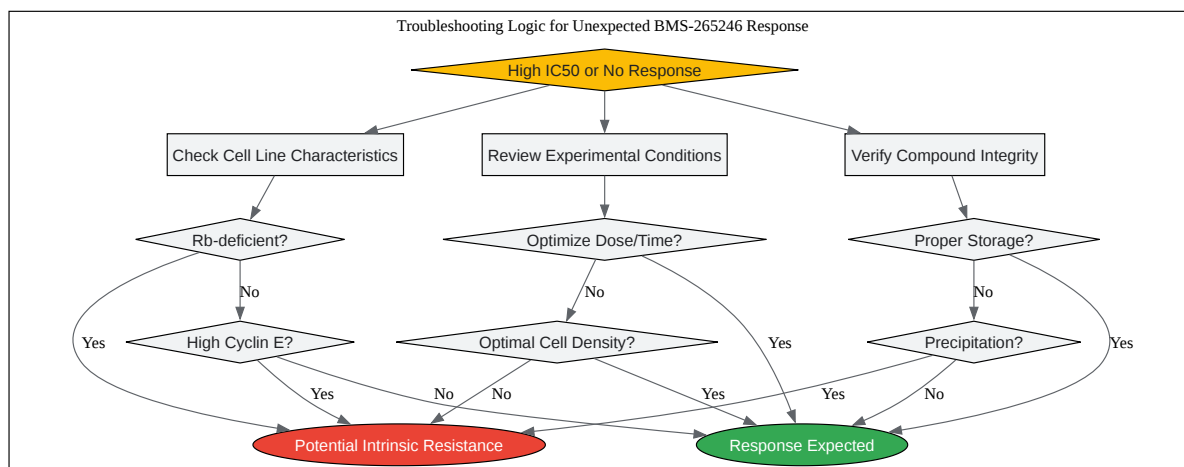 Troubleshooting Logic for Unexpected BMS-265246 Response
High IC50 or No Response
Check Cell Line Characteristics
Review Experimental Conditions
Verify Compound Integrity
Rb-deficient?
Optimize Dose/Time?
Proper Storage?
No
No
No
Yes
High Cyclin E?
Optimal Cell Density?
Yes
Precipitation?
Yes
Yes
No
No
Yes
Yes
No
Potential Intrinsic Resistance
Response Expected